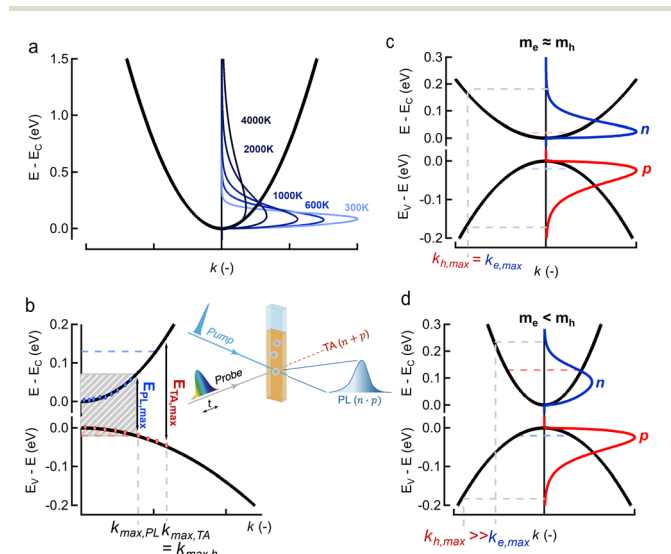 a
E - E_C (eV)
1.5
1.0
0.5
0.0
4000K
2000K
1000K
600K
300K
k (-)
b
E - E_C (eV)
0.2
0.1
0.0
E_V - E (eV)
0.0
-0.1
-0.2
E_PL,max
E_TA,max
k_max,PL k_max,TA
= k_max,h
k (-)
Pump
Probe
t
TA (n + p)
PL (n · p)
c
m_e ≈ m_h
E - E_C (eV)
0.3
0.2
0.1
0.0
n
E_V - E (eV)
0.0
-0.1
-0.2
p
k_h,max = k_e,max
k (-)
d
m_e < m_h
E - E_C (eV)
0.3
0.2
0.1
0.0
n
E_V - E (eV)
0.0
-0.1
-0.2
p
k_h,max >> k_e,max
k (-)